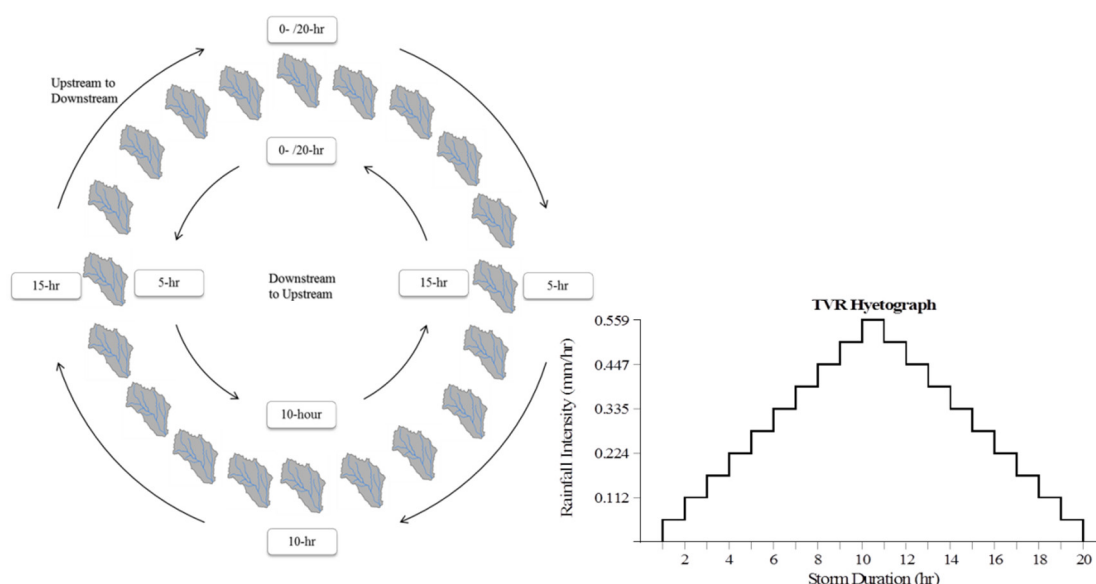 0- /20-hr
Upstream to
Downstream
0- /20-hr
15-hr
5-hr
Downstream
to Upstream
15-hr
5-hr
10-hour
10-hr
TVR Hyetograph
Rainfall Intensity (mm/hr)
0.559
0.447
0.335
0.224
0.112
2 4 6 8 10 12 14 16 18 20
Storm Duration (hr)